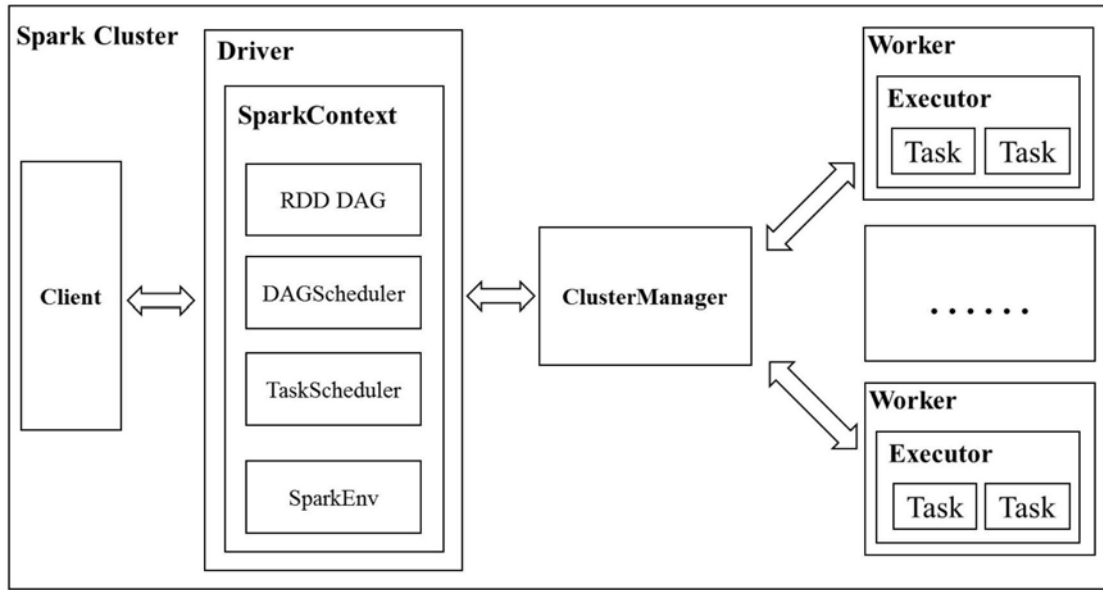 Spark Cluster
Driver
SparkContext
RDD DAG
DAGScheduler
TaskScheduler
SparkEnv
Client
ClusterManager
Worker
Executor
Task Task
......
Worker
Executor
Task Task